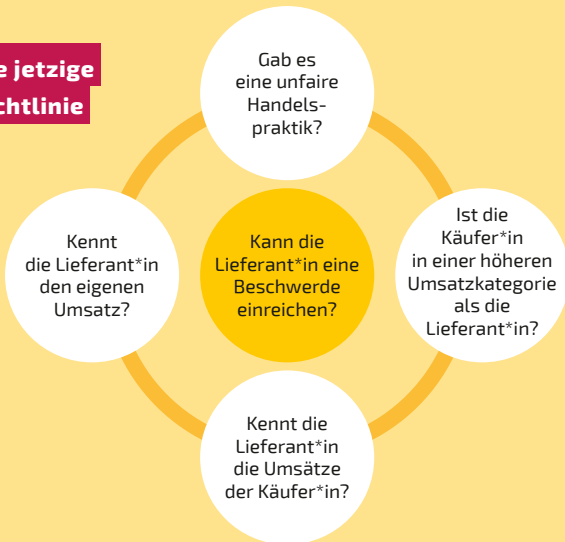 e jetzige
chtlinie
Gab es
eine unfaire
Handels-
praktik?
Kennt
die Lieferant*in
den eigenen
Umsatz?
Kann die
Lieferant*in eine
Beschwerde
einreichen?
Ist die
Käufer*in
in einer höheren
Umsatzkategorie
als die
Lieferant*in?
Kennt die
Lieferant*in
die Umsätze
der Käufer*in?